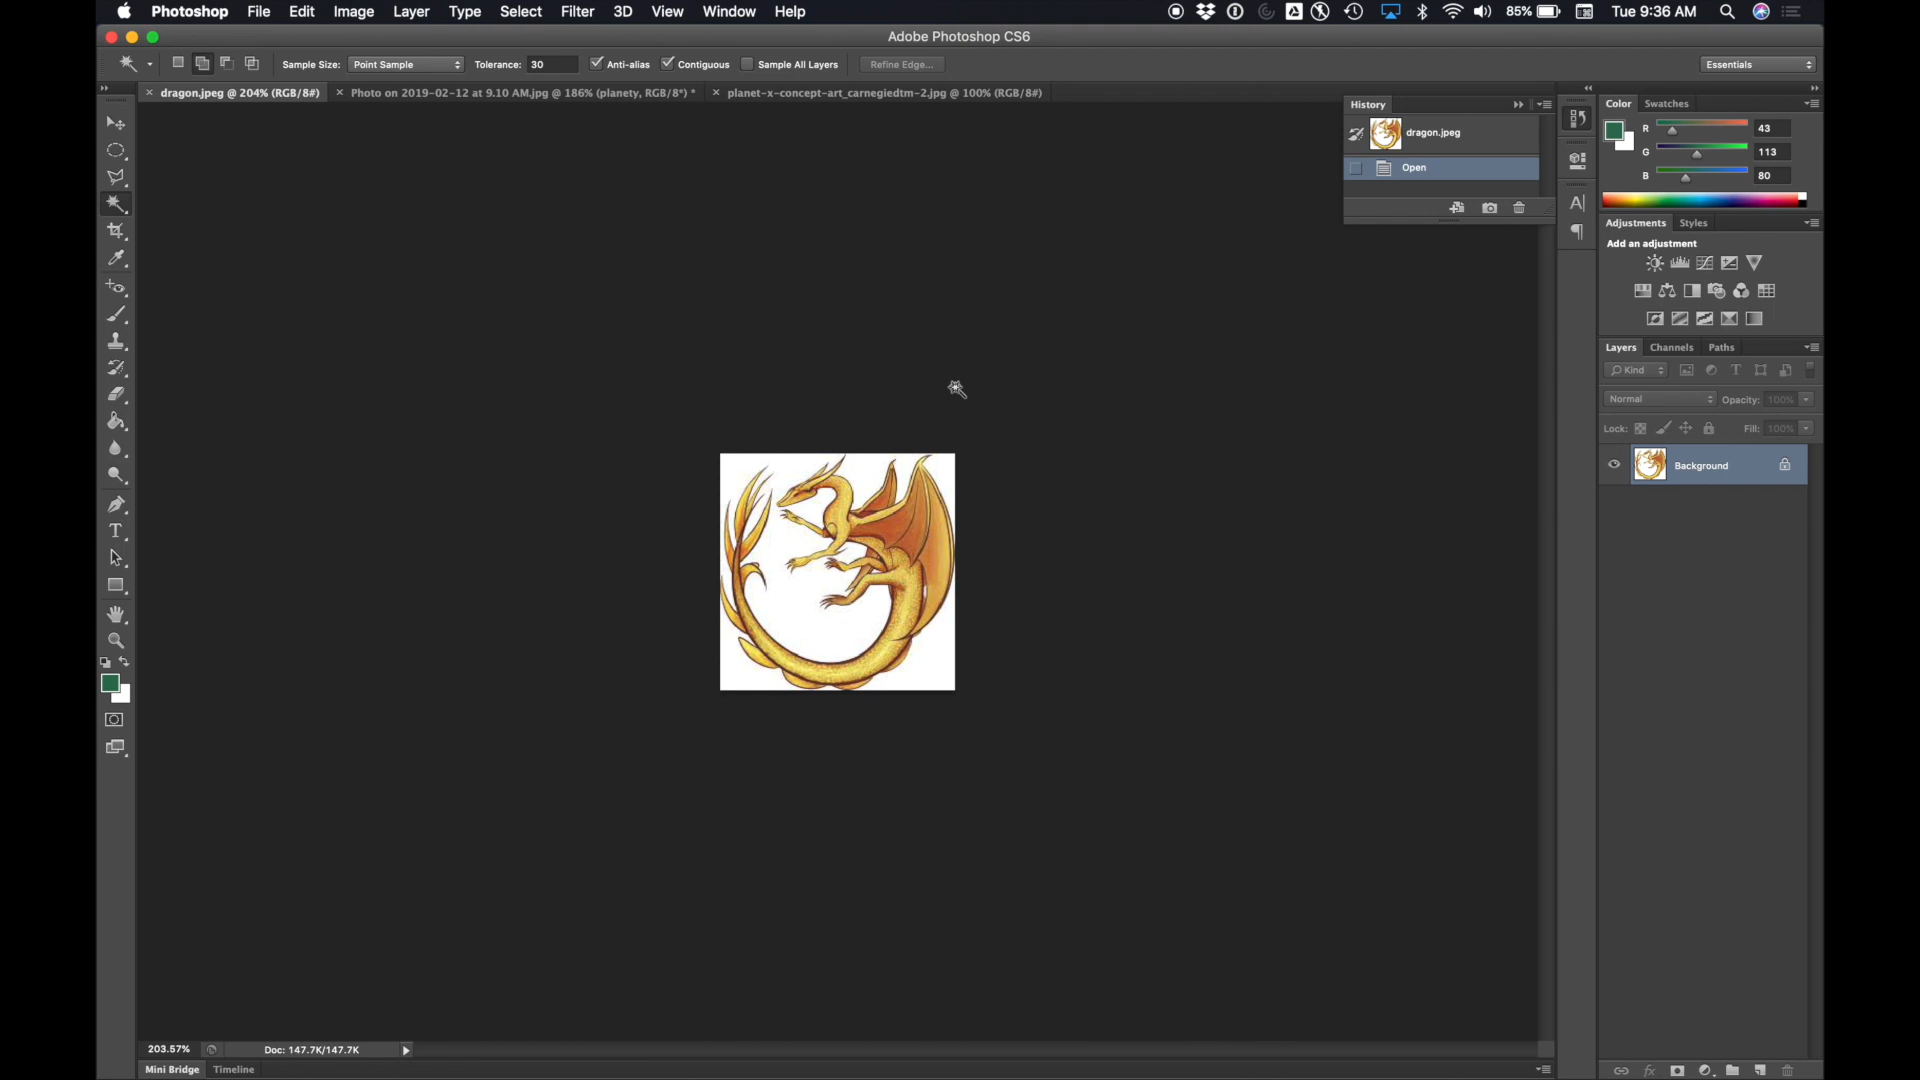 Photoshop File Edit Image Layer Type Select Filter 3D View Window Help 85% Tue 9:36 AM
Adobe Photoshop CS6
Sample Size: Point Sample Tolerance: 30 Anti-alias Contiguous Sample All Layers Refine Edge... Essentials
dragon.jpeg @ 204% (RGB/8#) Photo on 2019-02-12 at 9.10 AM.jpg @ 186% (planety, RGB/8*) * planet-x-concept-art_carnegiedtm-2.jpg @ 100% (RGB/8#)
History
dragon.jpeg
Open
Color Swatches
R 43
G 113
B 80
Adjustments Styles
Add an adjustment
Layers Channels Paths
Kind
Normal Opacity: 100%
Lock: Fill: 100%
Background
203.57% Doc: 147.7K/147.7K
Mini Bridge Timeline